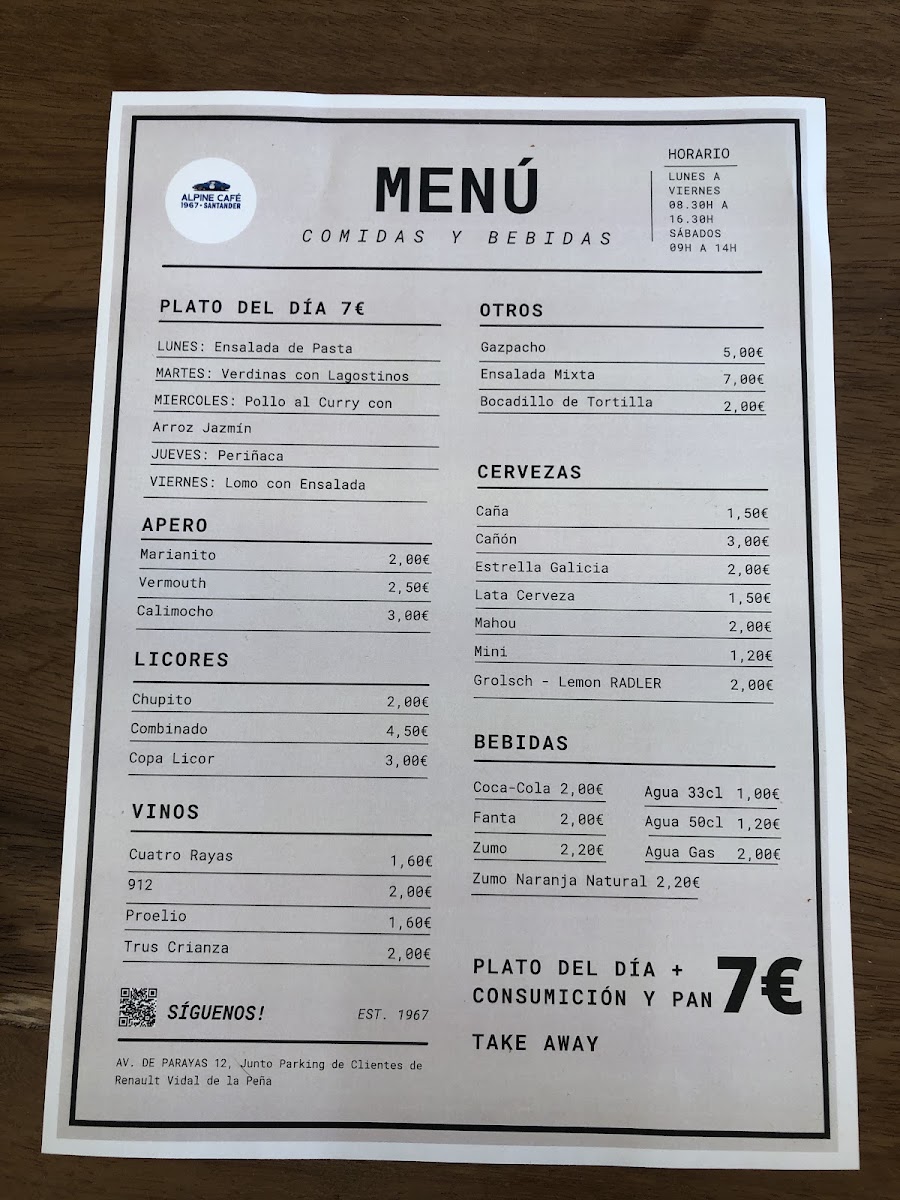 ALPINE CAFÉ
1967 - SANTANDER
MENÚ
COMIDAS Y BEBIDAS
HORARIO
LUNES A
VIERNES
08.30H A
16.30H
SÁBADOS
09H A 14H
PLATO DEL DÍA 7€
LUNES: Ensalada de Pasta
MARTES: Verdinas con Lagostinos
MIERCOLES: Pollo al Curry con
Arroz Jazmín
JUEVES: Periñaca
VIERNES: Lomo con Ensalada
APERO
Marianito 2,00€
Vermouth 2,50€
Calimocho 3,00€
LICORES
Chupito 2,00€
Combinado 4,50€
Copa Licor 3,00€
VINOS
Cuatro Rayas 1,60€
912 2,00€
Proelio 1,60€
Trus Crianza 2,00€
SÍGUENOS! EST. 1967
AV. DE PARAYAS 12, Junto Parking de Clientes de
Renault Vidal de la Peña
OTROS
Gazpacho 5,00€
Ensalada Mixta 7,00€
Bocadillo de Tortilla 2,00€
CERVEZAS
Caña 1,50€
Cañón 3,00€
Estrella Galicia 2,00€
Lata Cerveza 1,50€
Mahou 2,00€
Mini 1,20€
Grolsch - Lemon RADLER 2,00€
BEBIDAS
Coca-Cola 2,00€ Agua 33cl 1,00€
Fanta 2,00€ Agua 50cl 1,20€
Zumo 2,20€ Agua Gas 2,00€
Zumo Naranja Natural 2,20€
PLATO DEL DÍA +
CONSUMICIÓN Y PAN 7€
TAKE AWAY